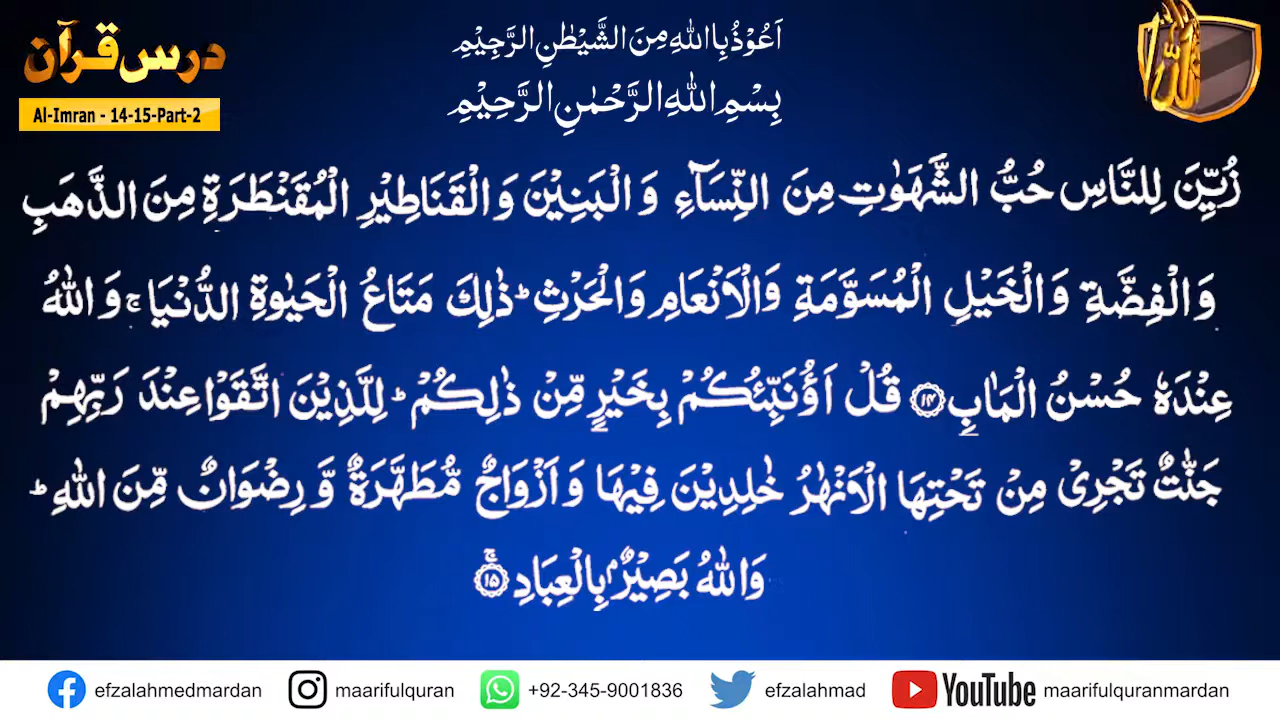 درس قرآن
Al-Imran - 14-15-Part-2
اَعُوْذُ بِاللّٰهِ مِنَ الشَّيْطٰنِ الرَّجِيْمِ
بِسْمِ اللّٰهِ الرَّحْمٰنِ الرَّحِيْمِ
زُيِّنَ لِلنَّاسِ حُبُّ الشَّهَوٰتِ مِنَ النِّسَآءِ وَ الْبَنِيْنَ وَ الْقَنَاطِيْرِ الْمُقَنْطَرَةِ مِنَ الذَّهَبِ
وَ الْفِضَّةِ وَ الْخَيْلِ الْمُسَوَّمَةِ وَ الْاَنْعَامِ وَ الْحَرْثِ ؕ ذٰلِكَ مَتَاعُ الْحَيٰوةِ الدُّنْيَا ۚ وَ اللّٰهُ
عِنْدَهٗ حُسْنُ الْمَاٰبِ ۝۱۴ قُلْ اَؤُنَبِّئُكُمْ بِخَيْرٍ مِّنْ ذٰلِكُمْ ؕ لِلَّذِيْنَ اتَّقَوْا عِنْدَ رَبِّهِمْ
جَنّٰتٌ تَجْرِیْ مِنْ تَحْتِهَا الْاَنْهٰرُ خٰلِدِيْنَ فِيْهَا وَ اَزْوَاجٌ مُّطَهَّرَةٌ وَّ رِضْوَانٌ مِّنَ اللّٰهِ ؕ
وَ اللّٰهُ بَصِيْرٌۢ بِالْعِبَادِ ۝۱۵ ۚ
efzalahmedmardan maarifulquran +92-345-9001836 efzalahmad YouTube maarifulquranmardan